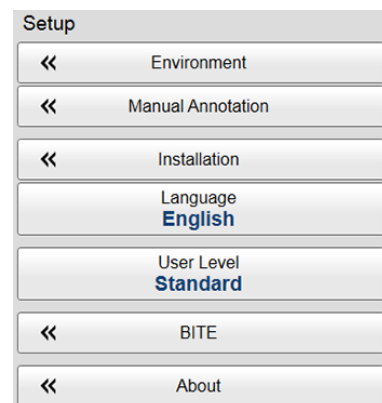 Setup
« Environment
« Manual Annotation
« Installation
Language
English
User Level
Standard
« BITE
« About